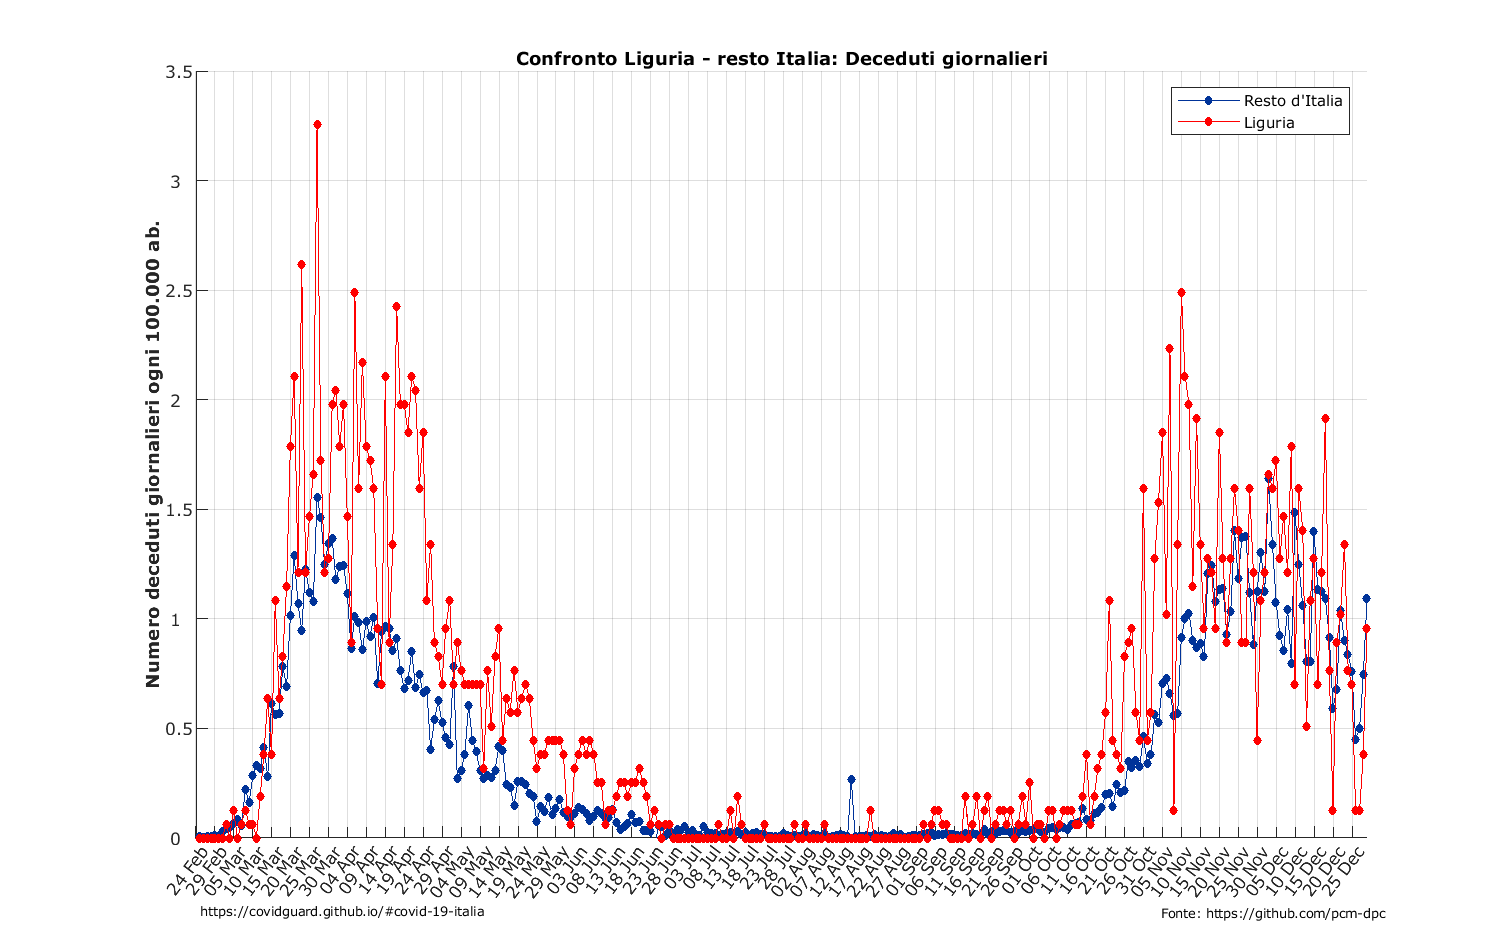 Confronto Liguria - resto Italia: Deceduti giornalieri
Resto d'Italia
Liguria
Numero deceduti giornalieri ogni 100.000 ab.
3.5
3
2.5
2
1.5
1
0.5
0
24 Feb
29 Feb
05 Mar
10 Mar
15 Mar
20 Mar
25 Mar
30 Mar
04 Apr
09 Apr
14 Apr
19 Apr
24 Apr
29 Apr
04 May
09 May
14 May
19 May
24 May
29 May
03 Jun
08 Jun
13 Jun
18 Jun
23 Jun
28 Jun
03 Jul
08 Jul
13 Jul
18 Jul
23 Jul
28 Jul
02 Aug
07 Aug
12 Aug
17 Aug
22 Aug
27 Aug
01 Sep
06 Sep
11 Sep
16 Sep
21 Sep
26 Sep
01 Oct
06 Oct
11 Oct
16 Oct
21 Oct
26 Oct
31 Oct
05 Nov
10 Nov
15 Nov
20 Nov
25 Nov
30 Nov
05 Dec
10 Dec
15 Dec
20 Dec
25 Dec
https://covidguard.github.io/#covid-19-italia
Fonte: https://github.com/pcm-dpc